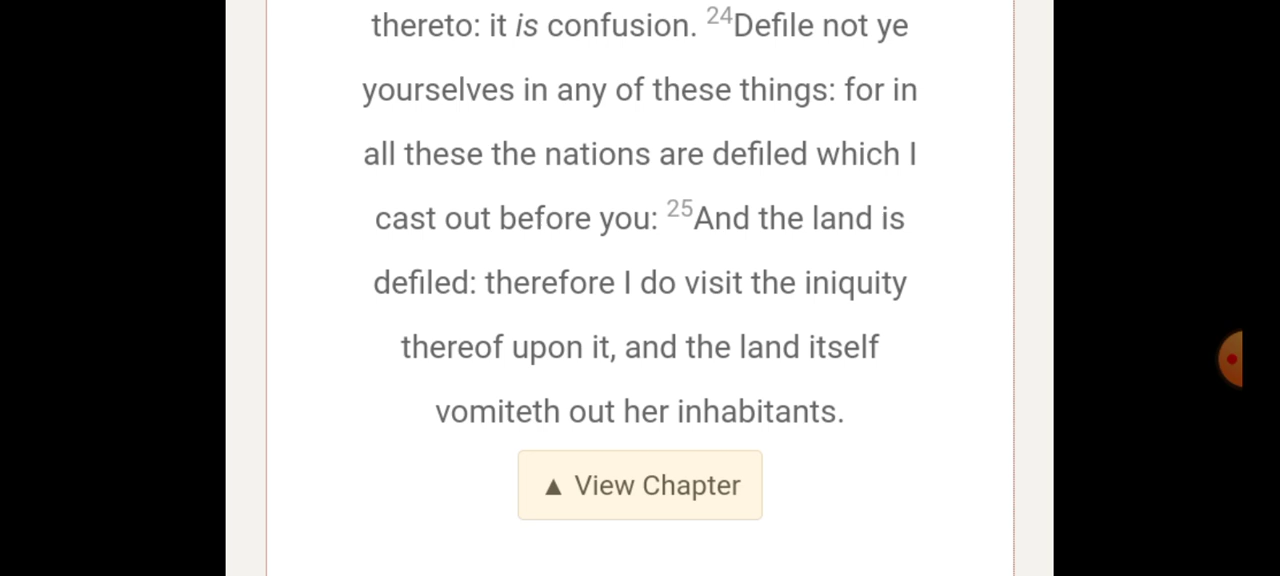 thereto: it is confusion. 24Defile not ye
yourselves in any of these things: for in
all these the nations are defiled which I
cast out before you: 25And the land is
defiled: therefore I do visit the iniquity
thereof upon it, and the land itself
vomiteth out her inhabitants.
▲ View Chapter